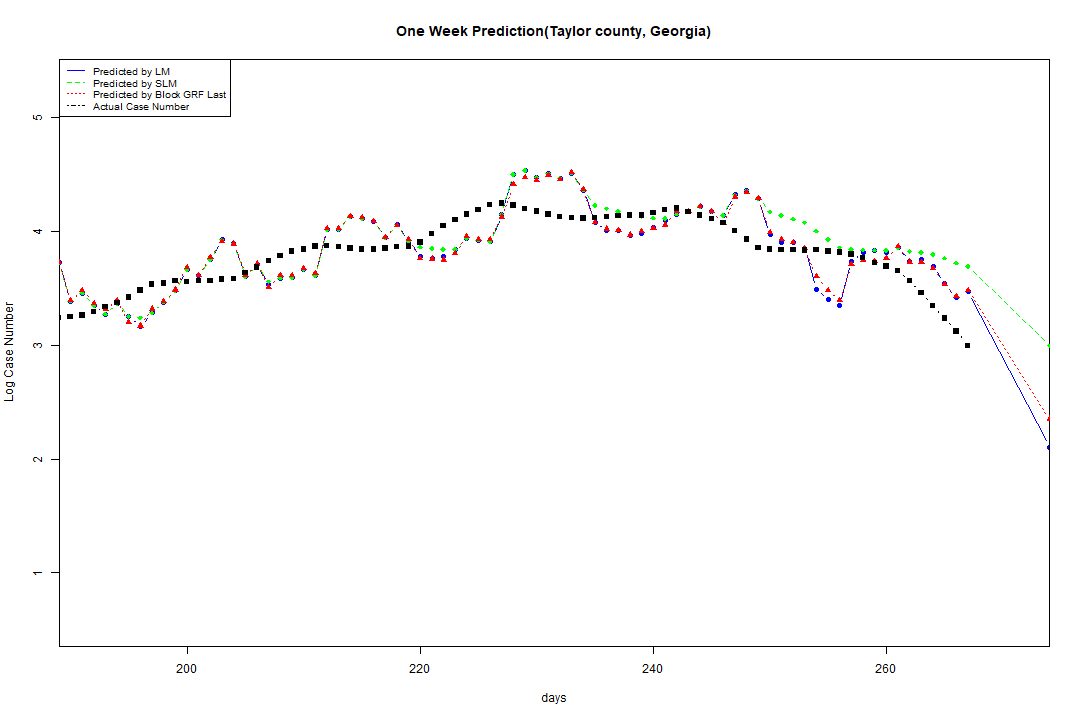 One Week Prediction(Taylor county, Georgia)
Predicted by LM
Predicted by SLM
Predicted by Block GRF Last
Actual Case Number
5
4
3
2
1
Log Case Number
200 220 240 260
days